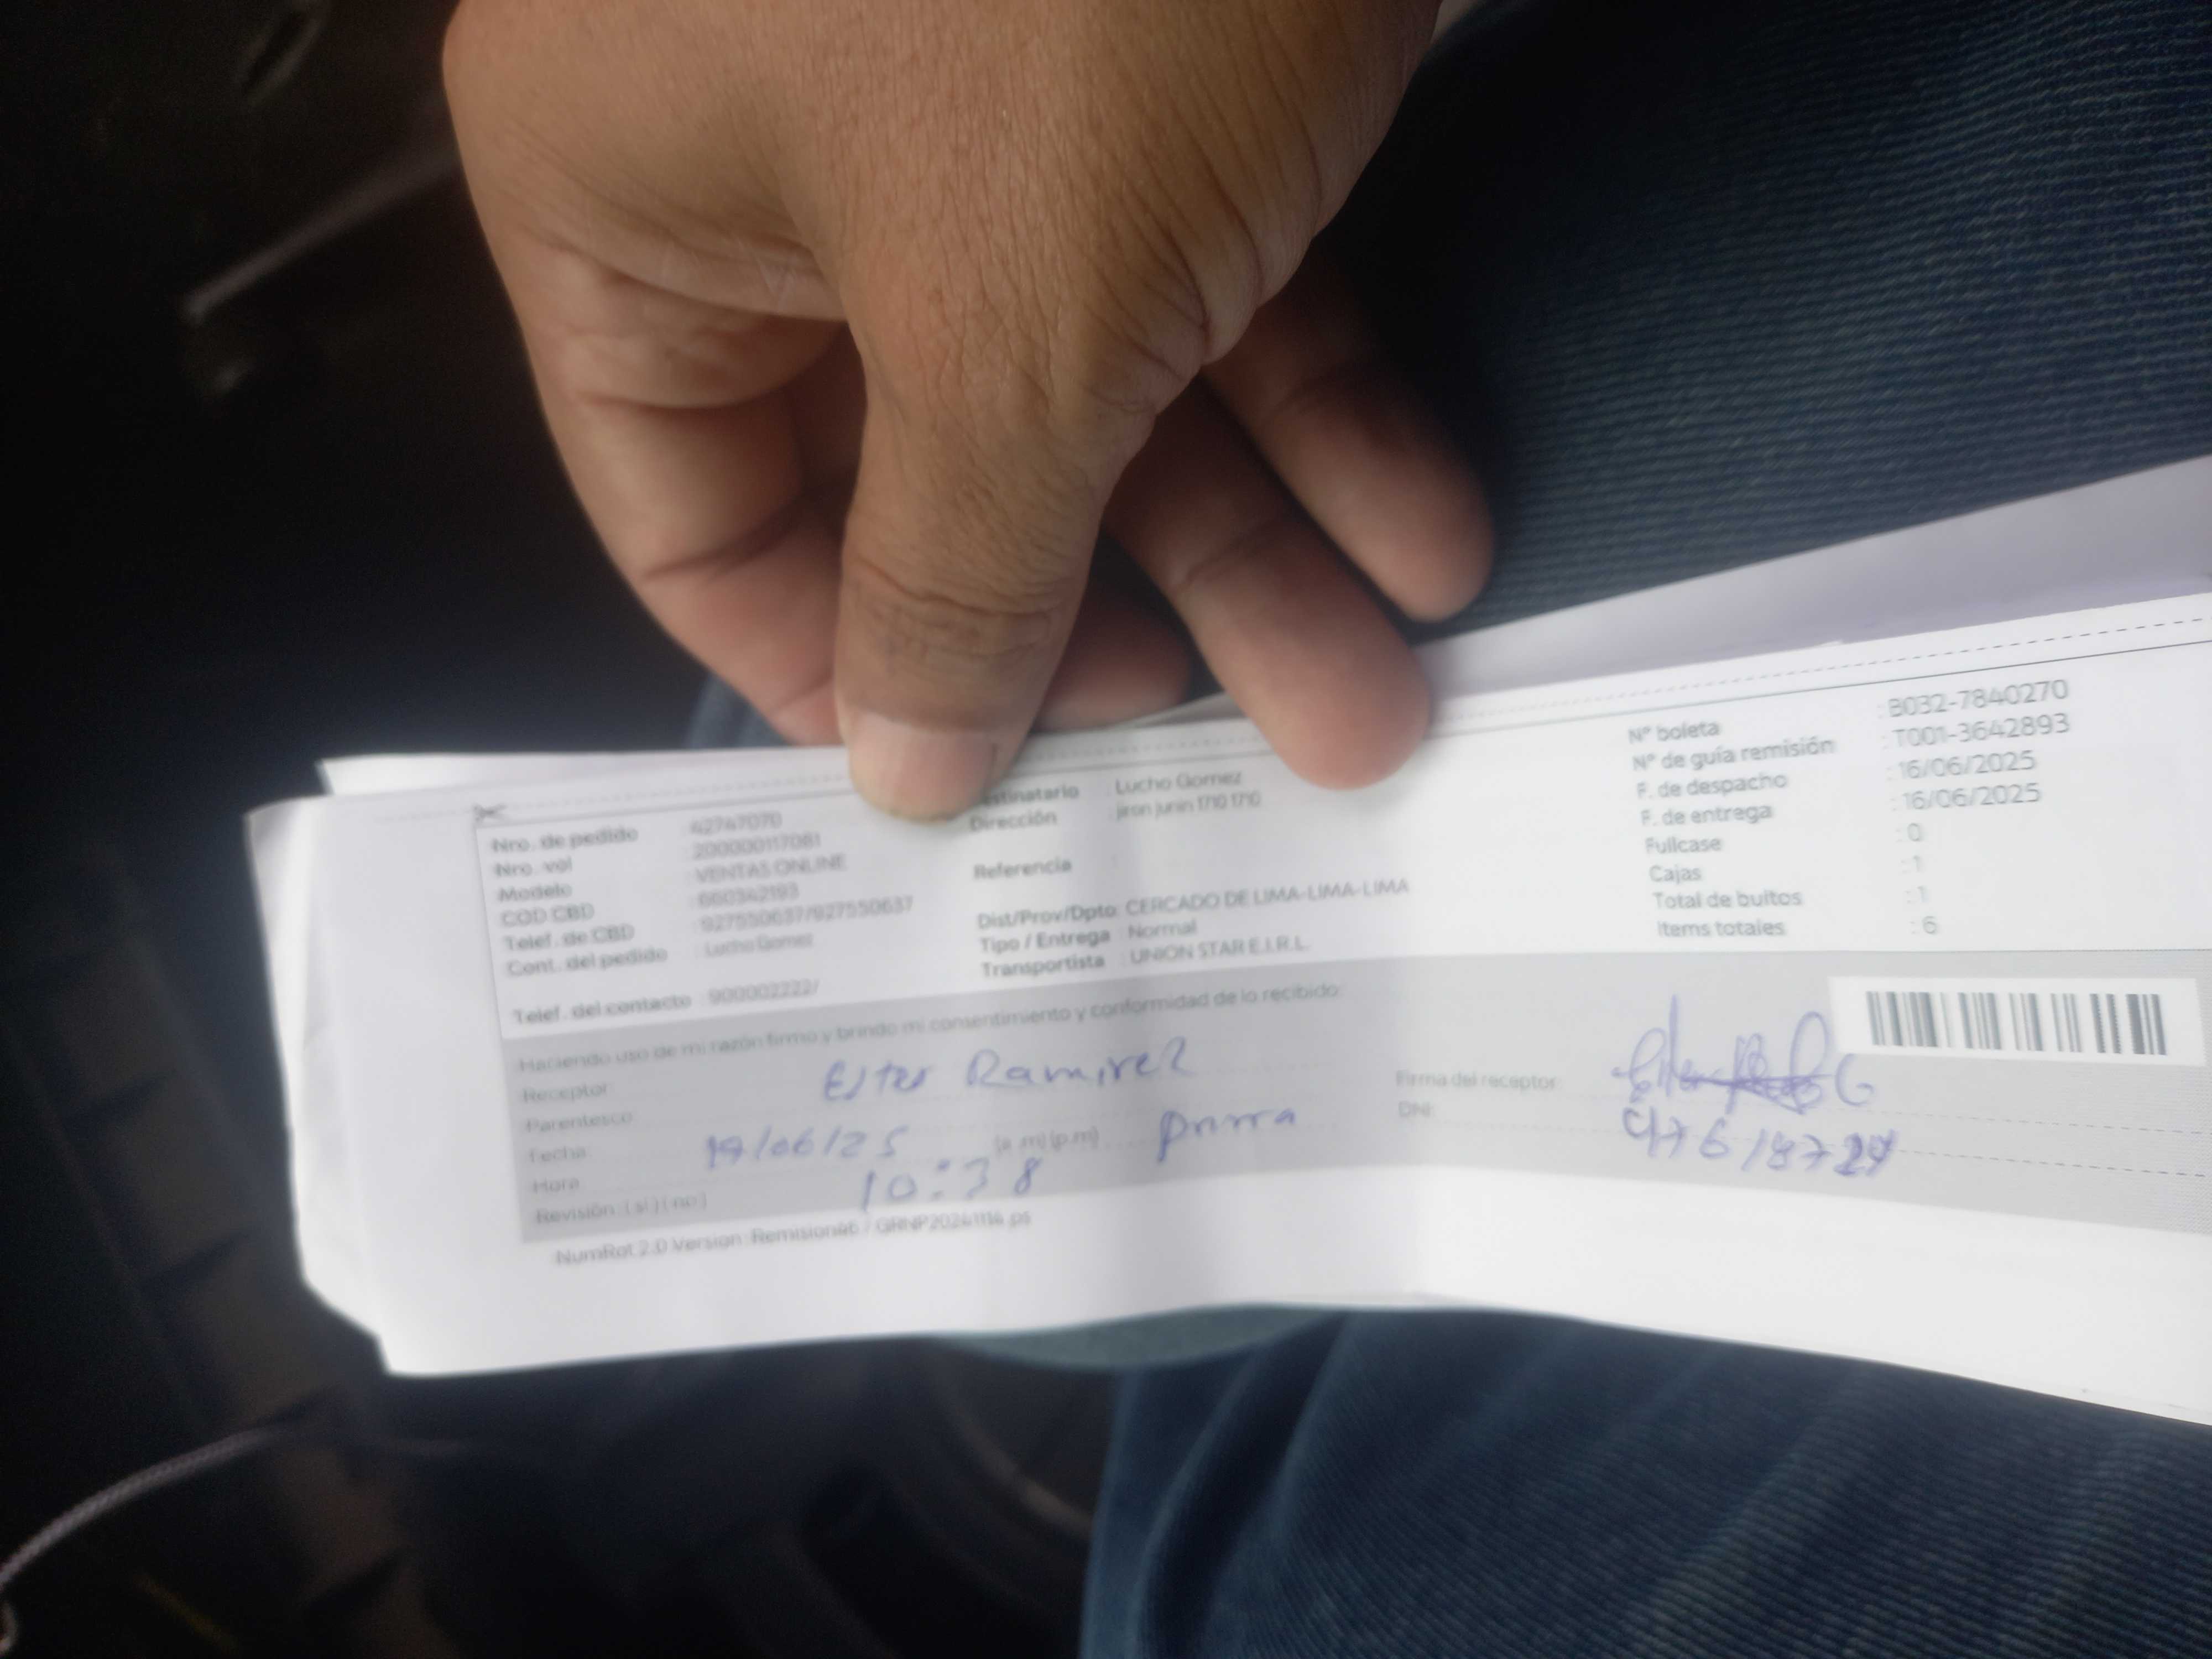 Nro. de pedido : 42747070
Nro. vol : 200000117081
Modelo : VENTAS ONLINE
COD CBD : 660342193
Telef. de CBD : 927550637/927550637
Cont. del pedido : Lucho Gomez
Telef. del contacto : 900002222/
estinatario : Lucho Gomez
Dirección : jiron junin 1710 1710
Referencia :
Dist/Prov/Dpto : CERCADO DE LIMA-LIMA-LIMA
Tipo / Entrega : Normal
Transportista : UNION STAR E.I.R.L.
N° boleta : B032-7840270
N° de guía remisión : T001-3642893
F. de despacho : 16/06/2025
F. de entrega : 16/06/2025
Fullcase : 0
Cajas : 1
Total de bultos : 1
Items totales : 6
Haciendo uso de mi razón firmo y brindo mi consentimiento y conformidad de lo recibido:
Receptor: Ester Ramirez
Parentesco:
Fecha: /06/25 (a.m) (p.m)
Hora: 10:38
Revisión: ( si ) ( no )
Firma del receptor:
DNI:
NumRot 2.0 Version: Remision46 / GRNP20241114.ps